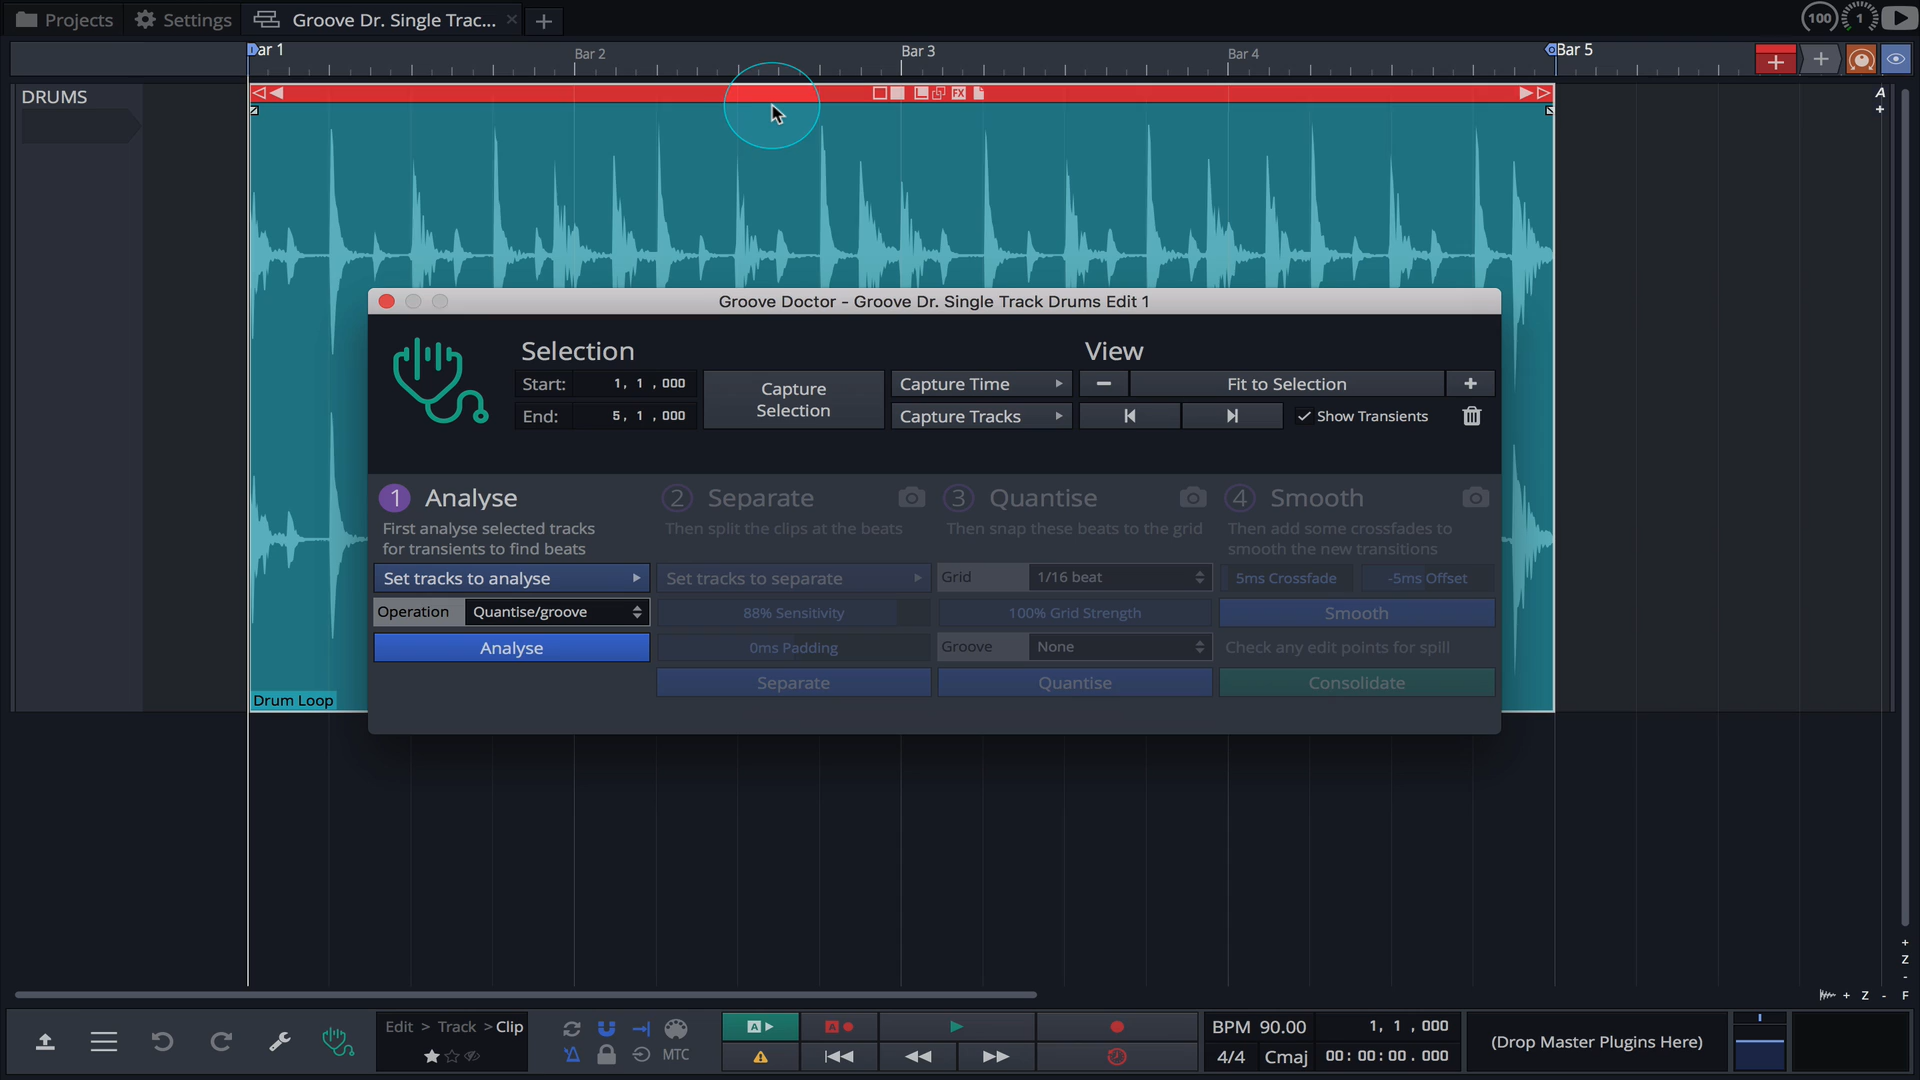 Projects
Settings
Groove Dr. Single Trac...
100
1
ar 1
Bar 2
Bar 3
Bar 4
Bar 5
DRUMS
FX
A
Groove Doctor - Groove Dr. Single Track Drums Edit 1
Selection
View
Start: 1, 1 ,000
Capture Selection
Capture Time
Fit to Selection
End: 5, 1 ,000
Capture Tracks
Show Transients
1 Analyse
2 Separate
3 Quantise
4 Smooth
First analyse selected tracks
for transients to find beats
Then split the clips at the beats
Then snap these beats to the grid
Then add some crossfades to
smooth the new transitions
Set tracks to analyse
Set tracks to separate
Grid 1/16 beat
5ms Crossfade
-5ms Offset
Operation Quantise/groove
88% Sensitivity
100% Grid Strength
Smooth
Analyse
0ms Padding
Groove None
Check any edit points for spill
Separate
Quantise
Consolidate
Drum Loop
+
Z
-
+ Z - F
Edit > Track > Clip
MTC
A
A
BPM 90.00
1, 1 ,000
4/4
Cmaj
00:00:00.000
(Drop Master Plugins Here)